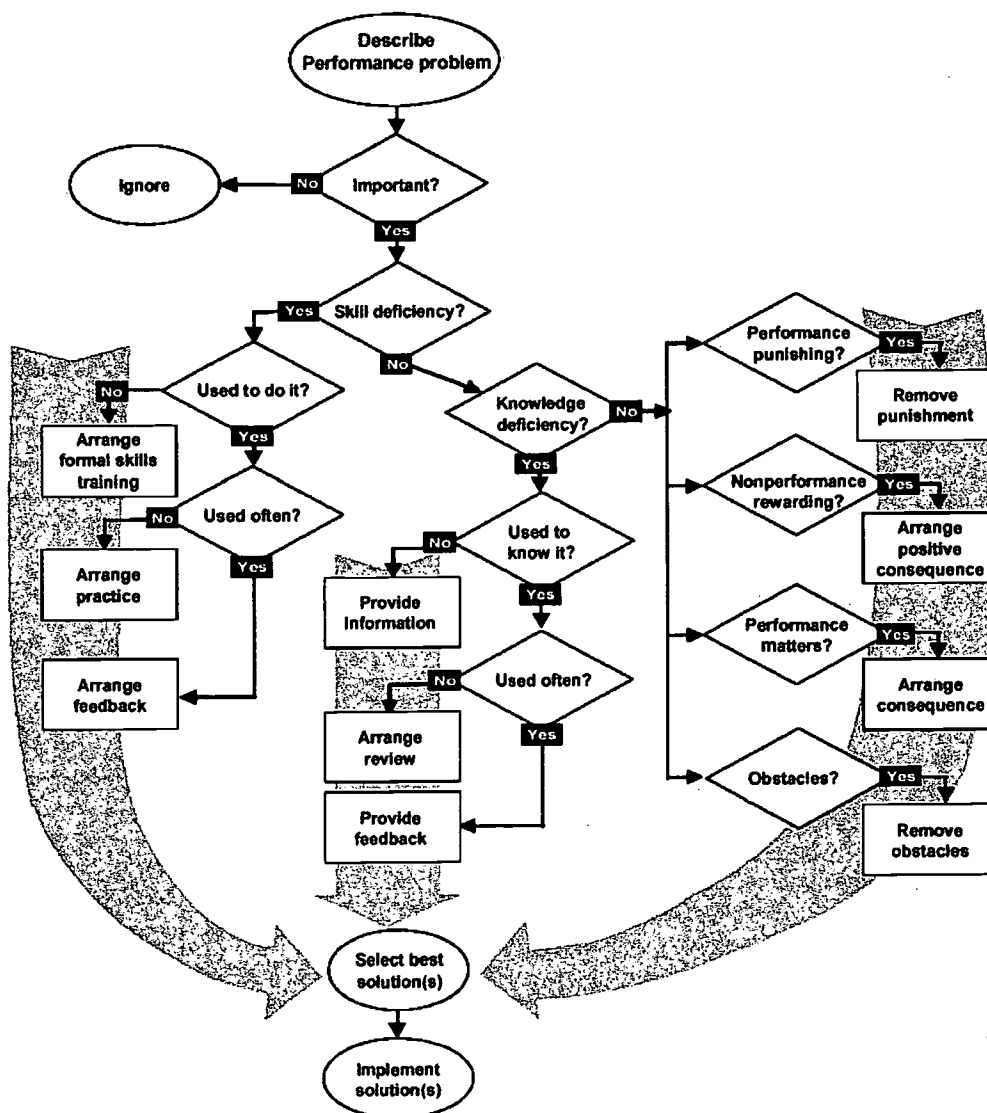 Describe
Performance problem
Important?
No
Ignore
Yes
Skill deficiency?
Yes
No
Used to do it?
No
Arrange
formal skills
training
Yes
Used often?
No
Arrange
practice
Yes
Arrange
feedback
Knowledge
deficiency?
No
Yes
Used to
know it?
No
Provide
Information
Yes
Used often?
No
Arrange
review
Yes
Provide
feedback
Performance
punishing?
Yes
Remove
punishment
Nonperformance
rewarding?
Yes
Arrange
positive
consequence
Performance
matters?
Yes
Arrange
consequence
Obstacles?
Yes
Remove
obstacles
Select best
solution(s)
Implement
solution(s)